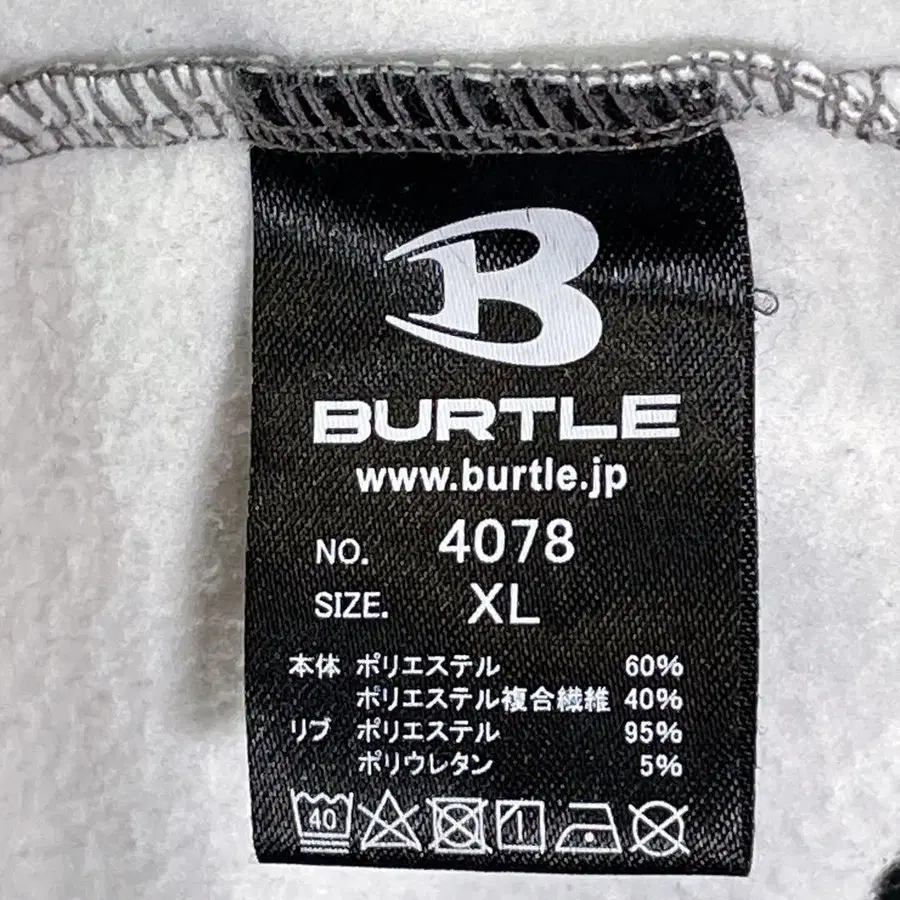 B
BURTLE
www.burtle.jp
NO. 4078
SIZE. XL
本体 ポリエステル 60%
ポリエステル複合繊維 40%
リブ ポリエステル 95%
ポリウレタン 5%
40